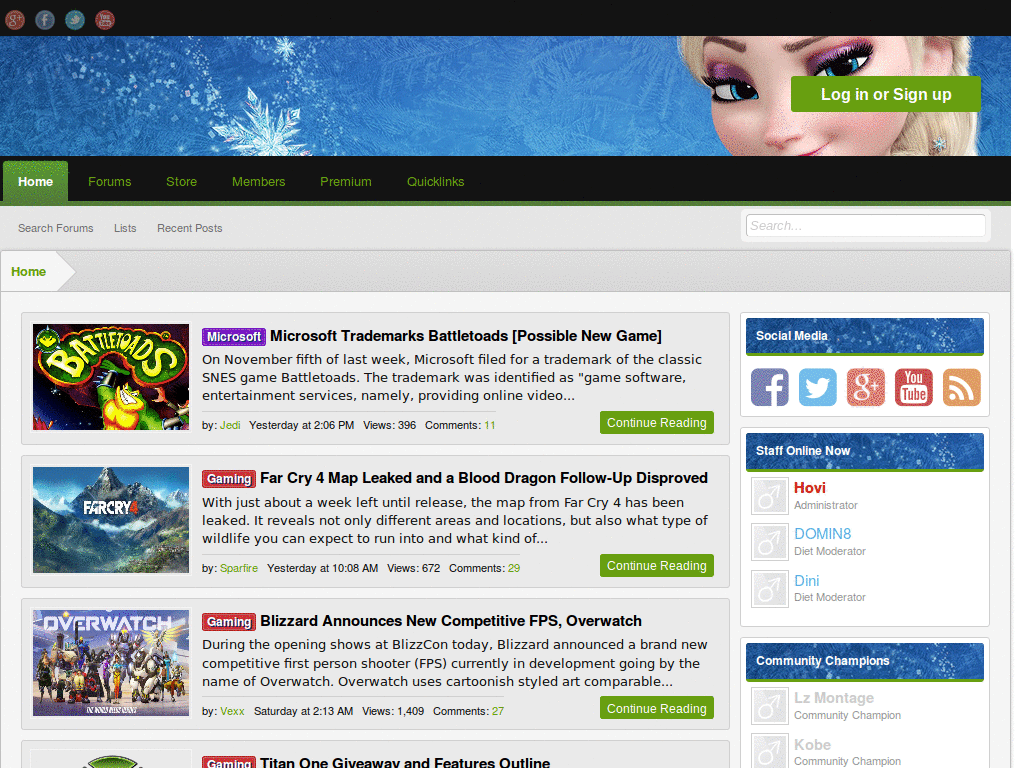 Log in or Sign up
Home
Forums
Store
Members
Premium
Quicklinks
Search Forums
Lists
Recent Posts
Search...
Home
BATTLETOADS
Microsoft Microsoft Trademarks Battletoads [Possible New Game]
On November fifth of last week, Microsoft filed for a trademark of the classic
SNES game Battletoads. The trademark was identified as "game software,
entertainment services, namely, providing online video...
by: Jedi Yesterday at 2:06 PM Views: 396 Comments: 11
Continue Reading
FARCRY4
Gaming Far Cry 4 Map Leaked and a Blood Dragon Follow-Up Disproved
With just about a week left until release, the map from Far Cry 4 has been
leaked. It reveals not only different areas and locations, but also what type of
wildlife you can expect to run into and what kind of...
by: Sparfire Yesterday at 10:08 AM Views: 672 Comments: 29
Continue Reading
OVERWATCH
THE WORLD NEEDS HEROES
Gaming Blizzard Announces New Competitive FPS, Overwatch
During the opening shows at BlizzCon today, Blizzard announced a brand new
competitive first person shooter (FPS) currently in development going by the
name of Overwatch. Overwatch uses cartoonish styled art comparable...
by: Vexx Saturday at 2:13 AM Views: 1,409 Comments: 27
Continue Reading
Gaming Titan One Giveaway and Features Outline
Social Media
You
Tube
Staff Online Now
Hovi
Administrator
DOMIN8
Diet Moderator
Dini
Diet Moderator
Community Champions
Lz Montage
Community Champion
Kobe
Community Champion